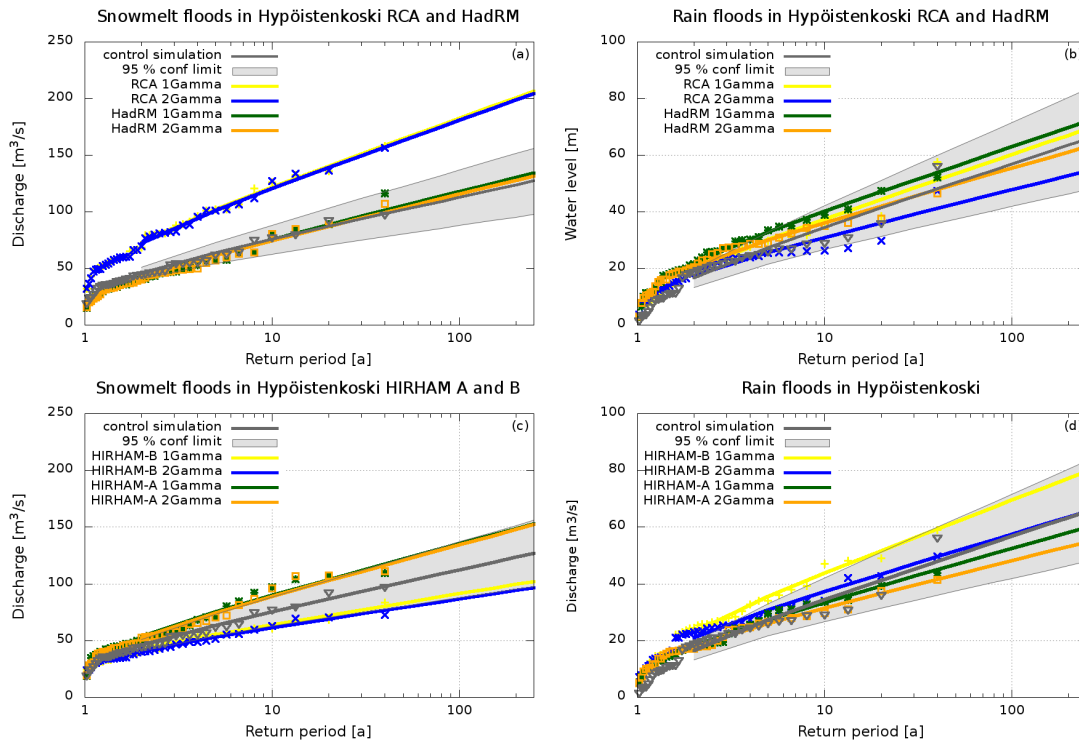 Snowmelt floods in Hypöistenkoski RCA and HadRM
250
200
150
100
50
0
Discharge [m³/s]
control simulation
95 % conf limit
RCA 1Gamma
RCA 2Gamma
HadRM 1Gamma
HadRM 2Gamma
(a)
1
10
100
Return period [a]
Rain floods in Hypöistenkoski RCA and HadRM
100
80
60
40
20
0
Water level [m]
control simulation
95 % conf limit
RCA 1Gamma
RCA 2Gamma
HadRM 1Gamma
HadRM 2Gamma
(b)
1
10
100
Return period [a]
Snowmelt floods in Hypöistenkoski HIRHAM A and B
250
200
150
100
50
0
Discharge [m³/s]
control simulation
95 % conf limit
HIRHAM-B 1Gamma
HIRHAM-B 2Gamma
HIRHAM-A 1Gamma
HIRHAM-A 2Gamma
(c)
1
10
100
Return period [a]
Rain floods in Hypöistenkoski
100
80
60
40
20
0
Discharge [m3/s]
control simulation
95 % conf limit
HIRHAM-B 1Gamma
HIRHAM-B 2Gamma
HIRHAM-A 1Gamma
HIRHAM-A 2Gamma
(d)
1
10
100
Return period [a]